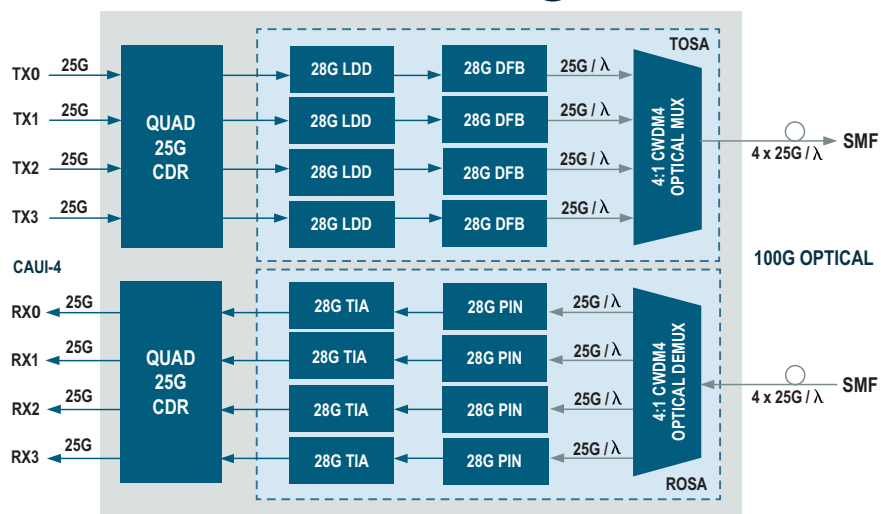 TOSA
TX0 25G
28G LDD 28G DFB 25G / λ
TX1 25G
28G LDD 28G DFB 25G / λ
QUAD
25G
CDR
4:1 CWDM4
OPTICAL MUX
SMF
4 x 25G / λ
TX2 25G
28G LDD 28G DFB 25G / λ
TX3 25G
28G LDD 28G DFB 25G / λ
CAUI-4
100G OPTICAL
RX0 25G
28G TIA 28G PIN 25G / λ
RX1 25G
28G TIA 28G PIN 25G / λ
QUAD
25G
CDR
4:1 CWDM4
OPTICAL DEMUX
SMF
4 x 25G / λ
RX2 25G
28G TIA 28G PIN 25G / λ
RX3 25G
28G TIA 28G PIN 25G / λ
ROSA